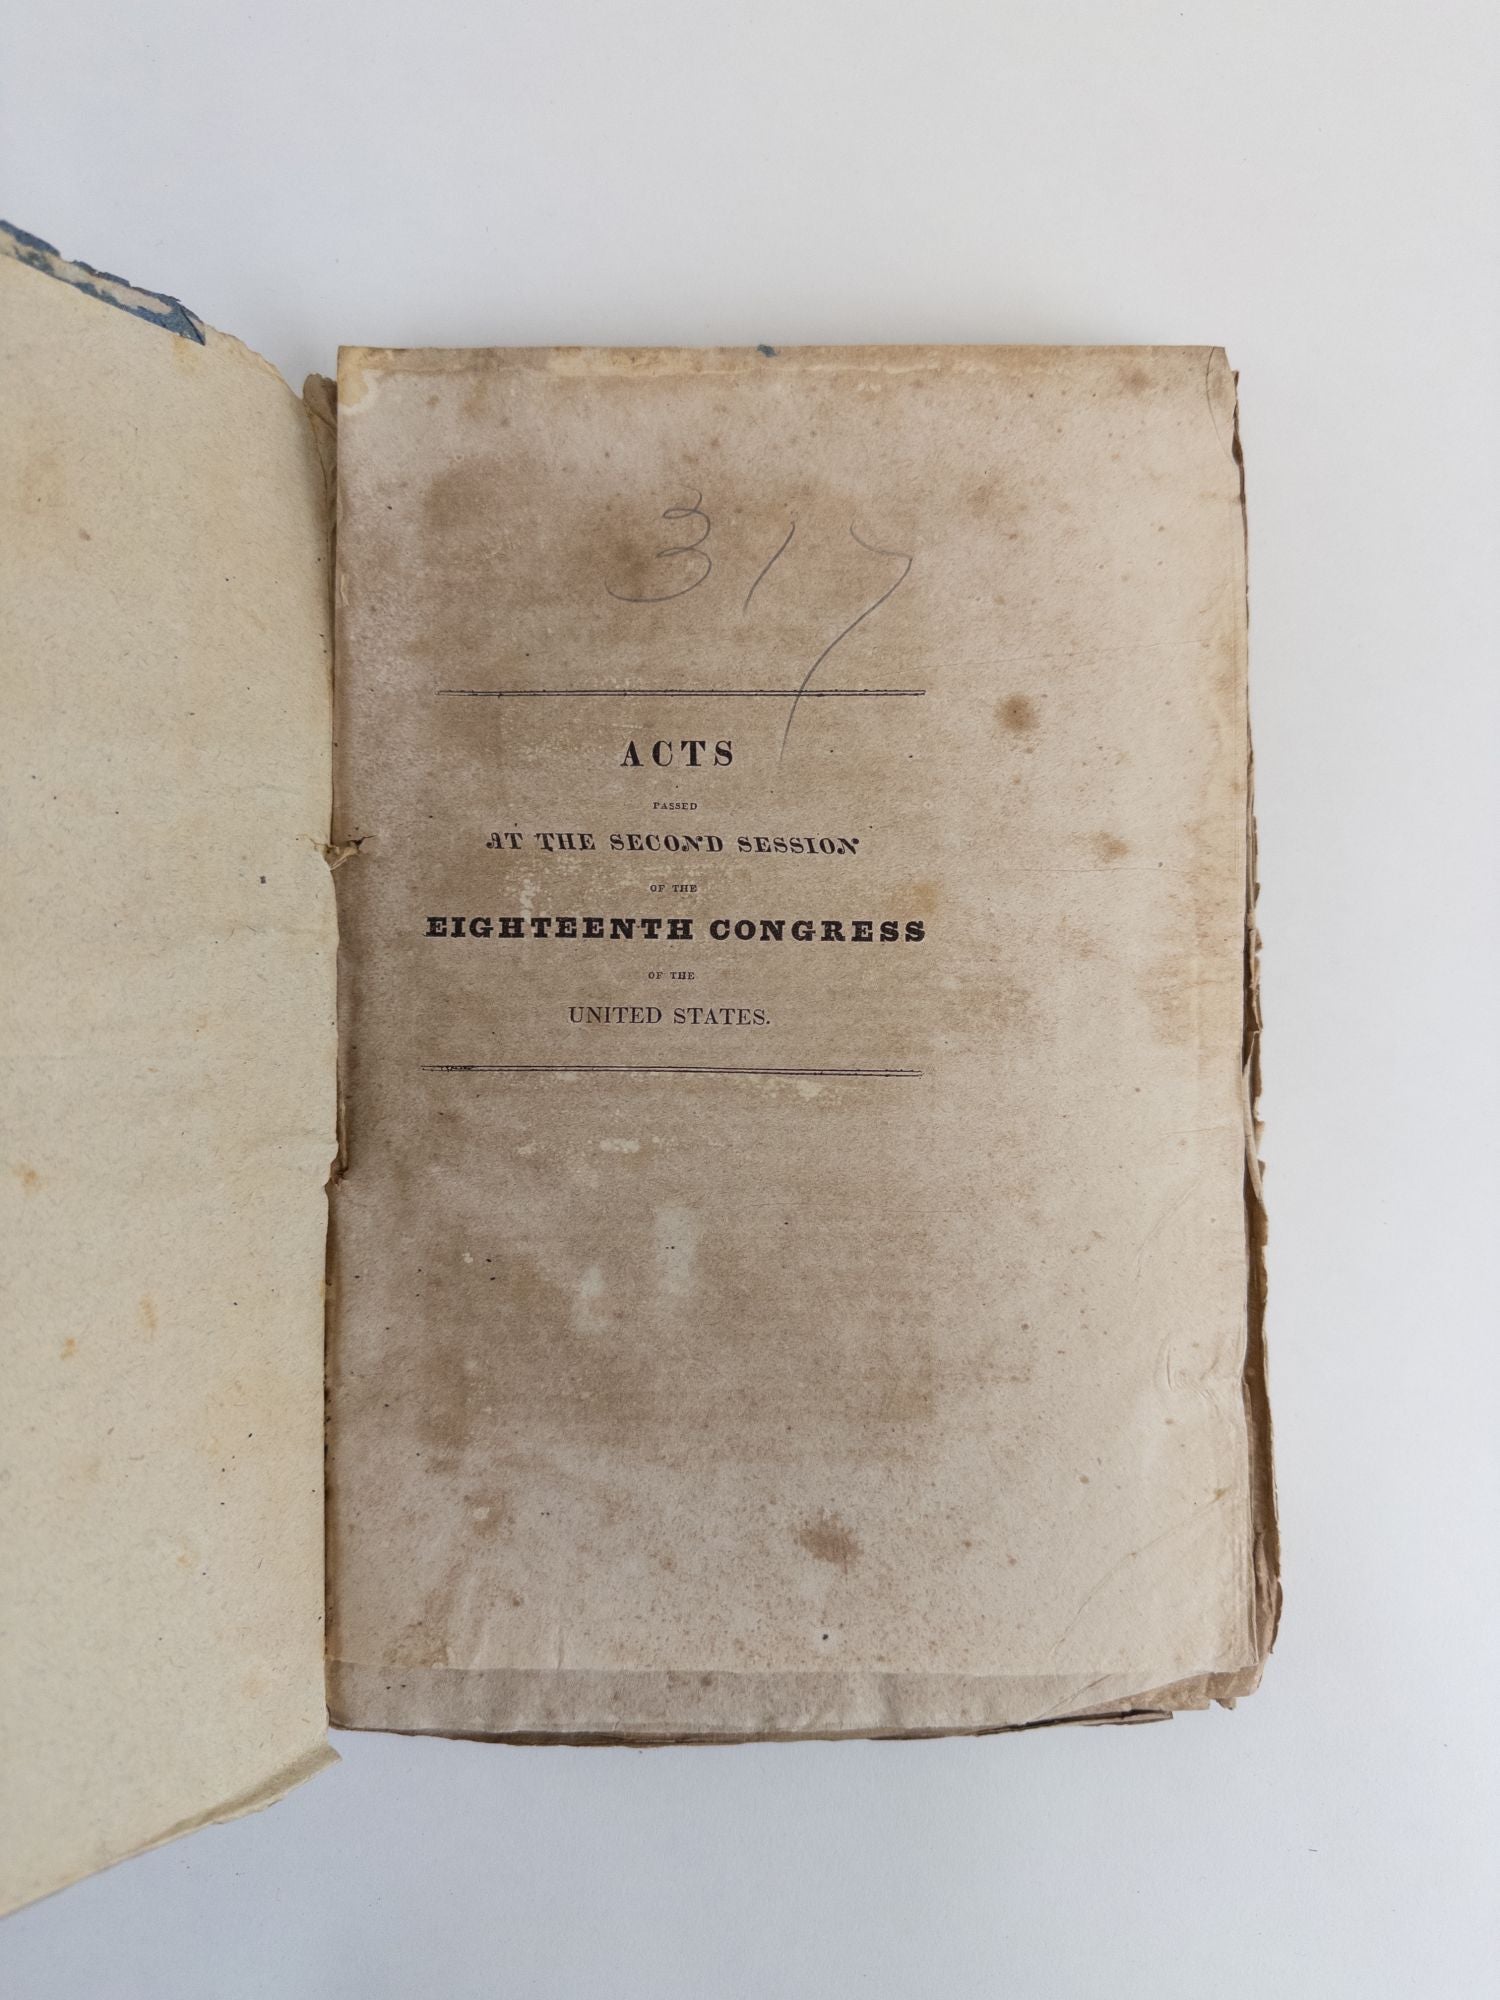 317
ACTS
PASSED
AT THE SECOND SESSION
OF THE
EIGHTEENTH CONGRESS
OF THE
UNITED STATES.